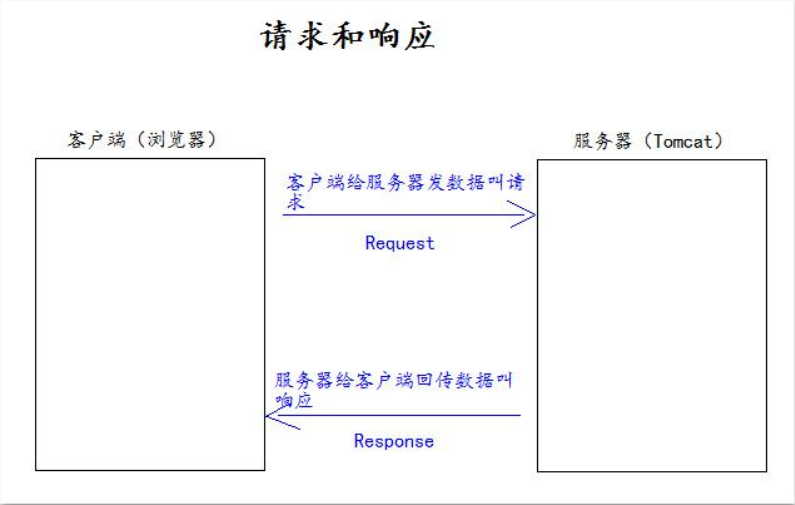 请求和响应
客户端（浏览器）
服务器（Tomcat）
客户端给服务器发数据叫请
求
Request
服务器给客户端回传数据叫
响应
Response